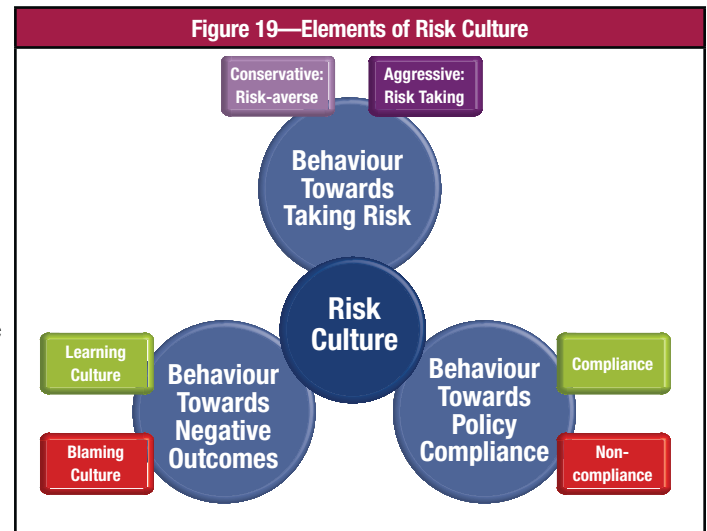 Figure 19—Elements of Risk Culture
Conservative:
Risk-averse
Aggressive:
Risk Taking
Behaviour
Towards
Taking Risk
Risk
Culture
Learning
Culture
Blaming
Culture
Behaviour
Towards
Negative
Outcomes
Behaviour
Towards
Policy
Compliance
Compliance
Non-
compliance